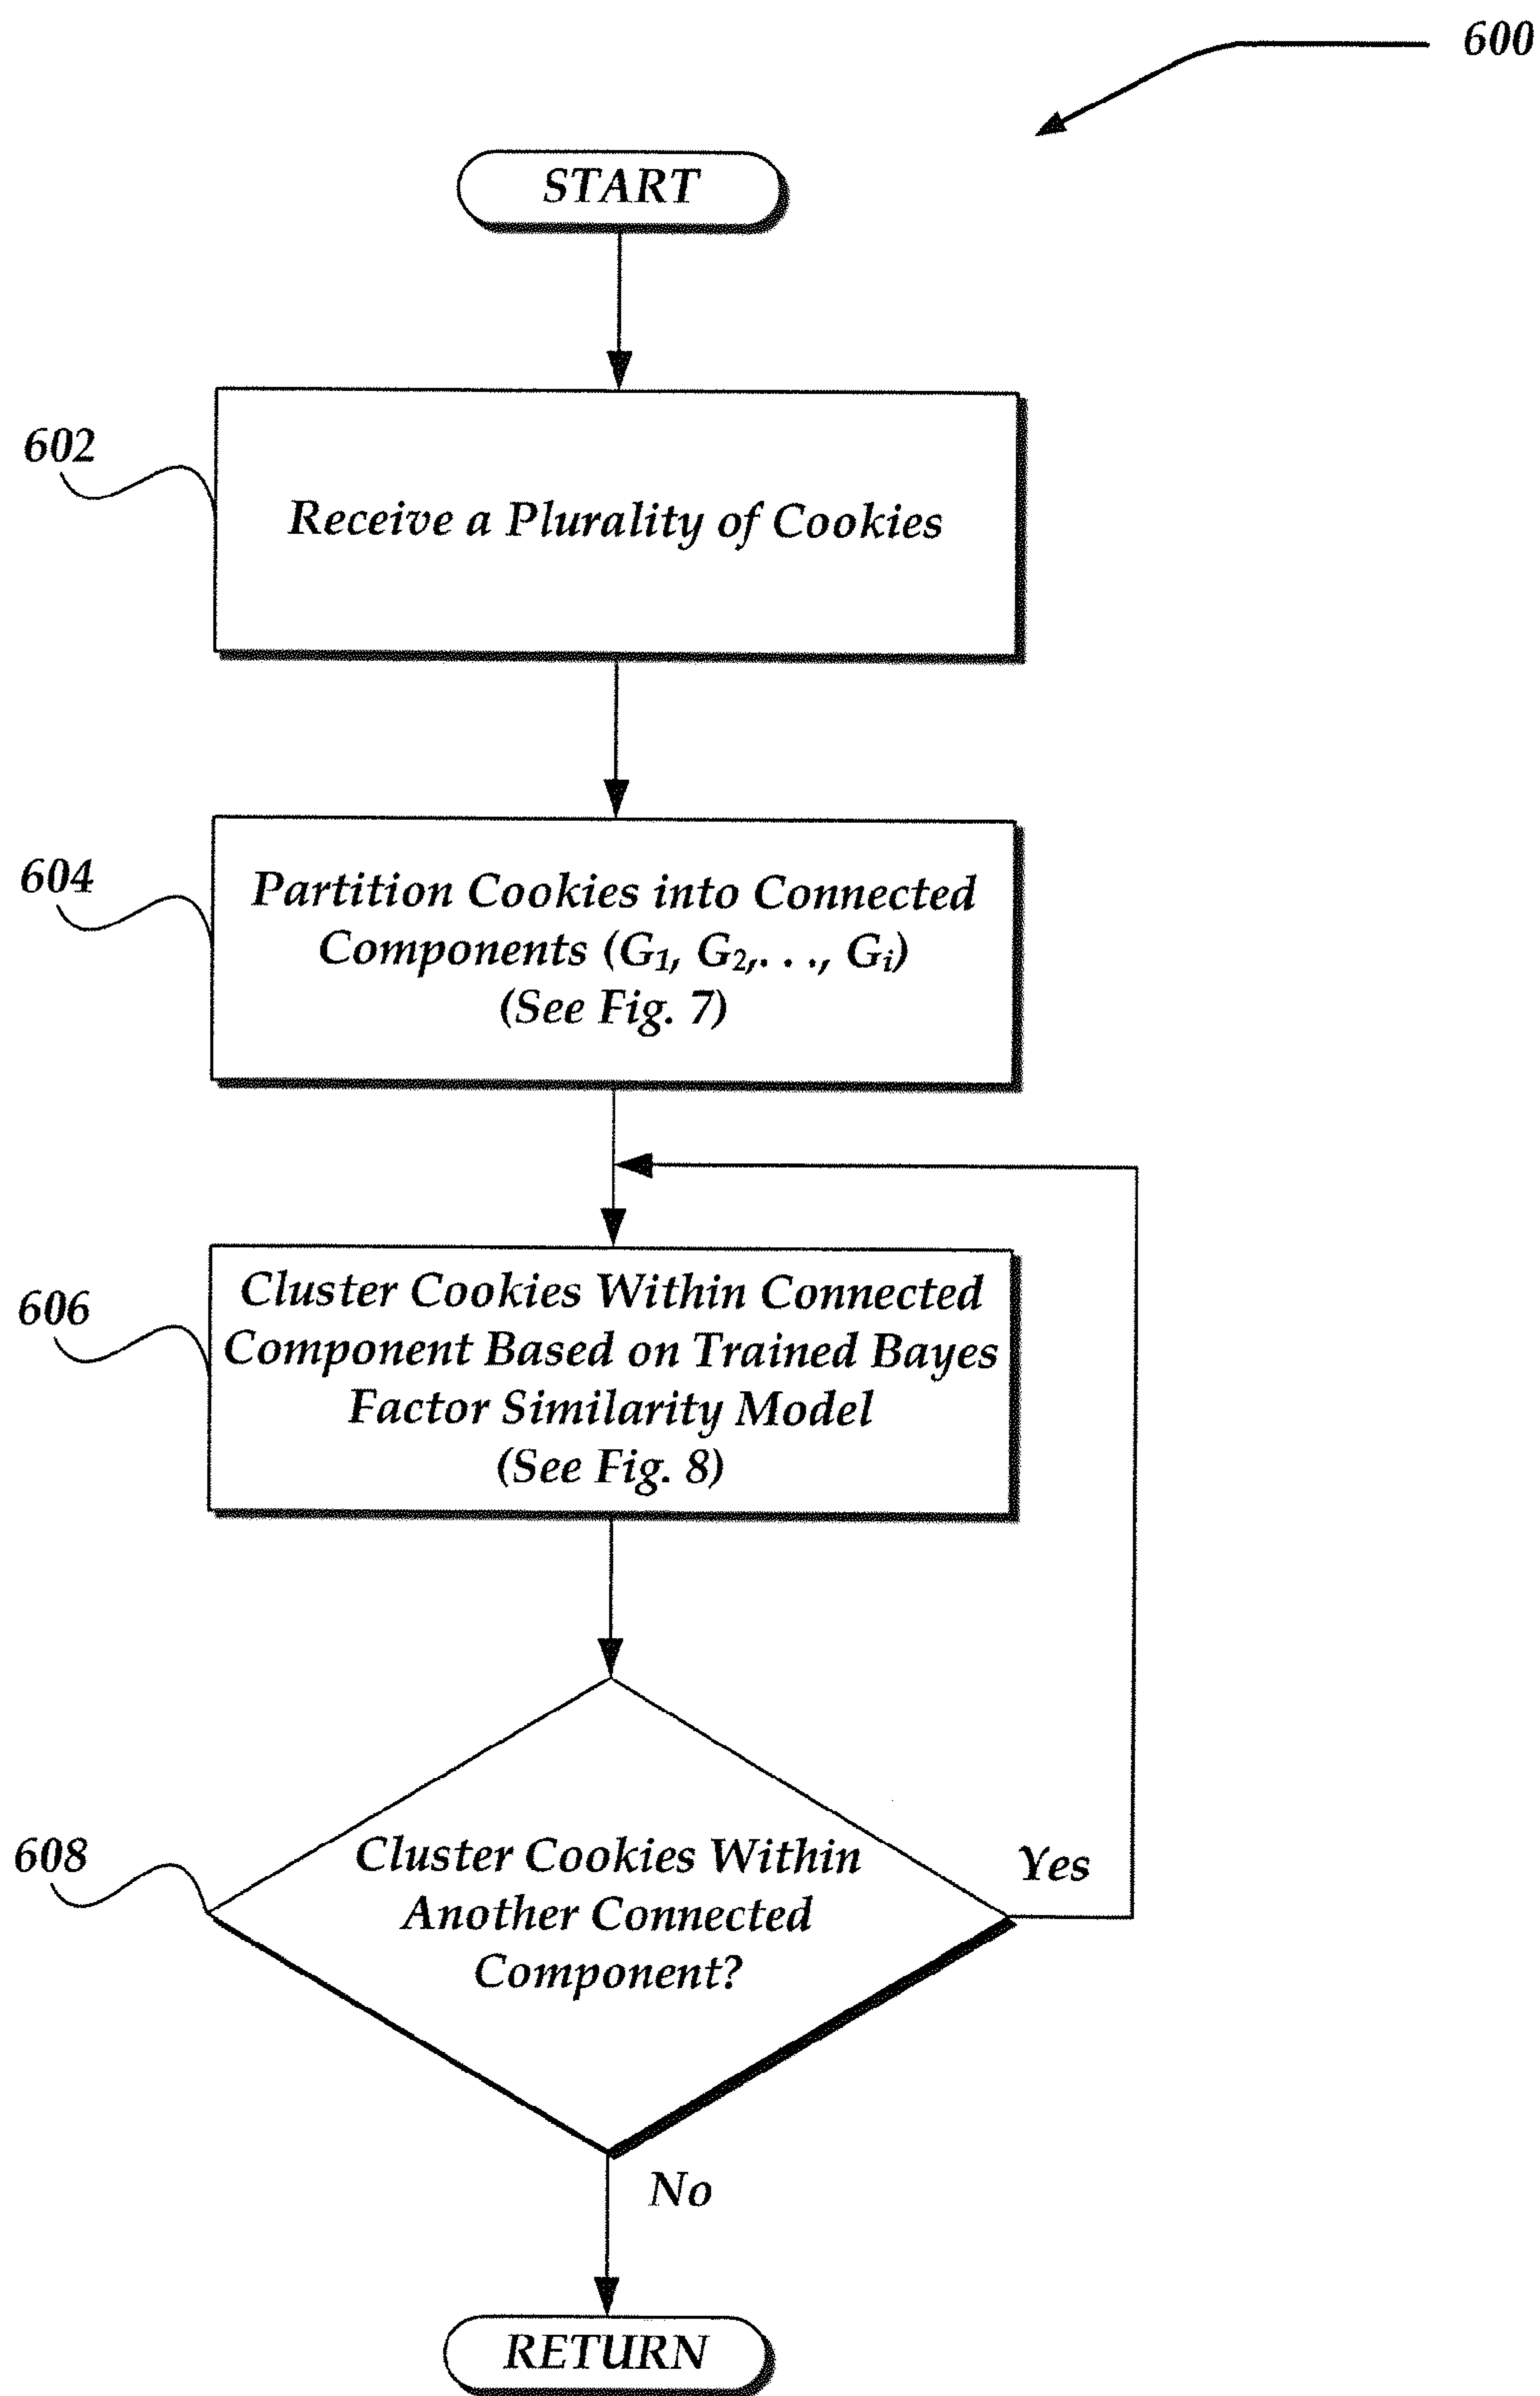 600
START
602
Receive a Plurality of Cookies
604
Partition Cookies into Connected
Components (G1, G2,. . ., Gi)
(See Fig. 7)
606
Cluster Cookies Within Connected
Component Based on Trained Bayes
Factor Similarity Model
(See Fig. 8)
608
Cluster Cookies Within
Another Connected
Component?
Yes
No
RETURN